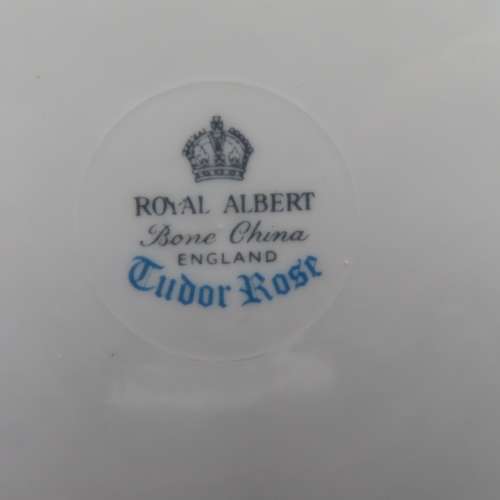 ROYAL ALBERT
Bone China
ENGLAND
Tudor Rose